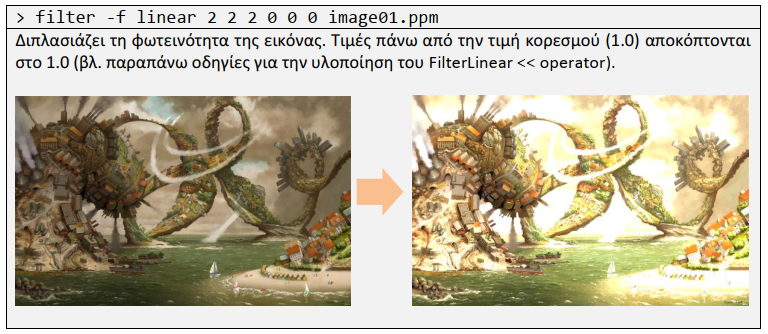 > filter -f linear 2 2 2 0 0 0 image01.ppm
Διπλασιάζει τη φωτεινότητα της εικόνας. Τιμές πάνω από την τιμή κορεσμού (1.0) αποκόπτονται
στο 1.0 (βλ. παραπάνω οδηγίες για την υλοποίηση του FilterLinear << operator).